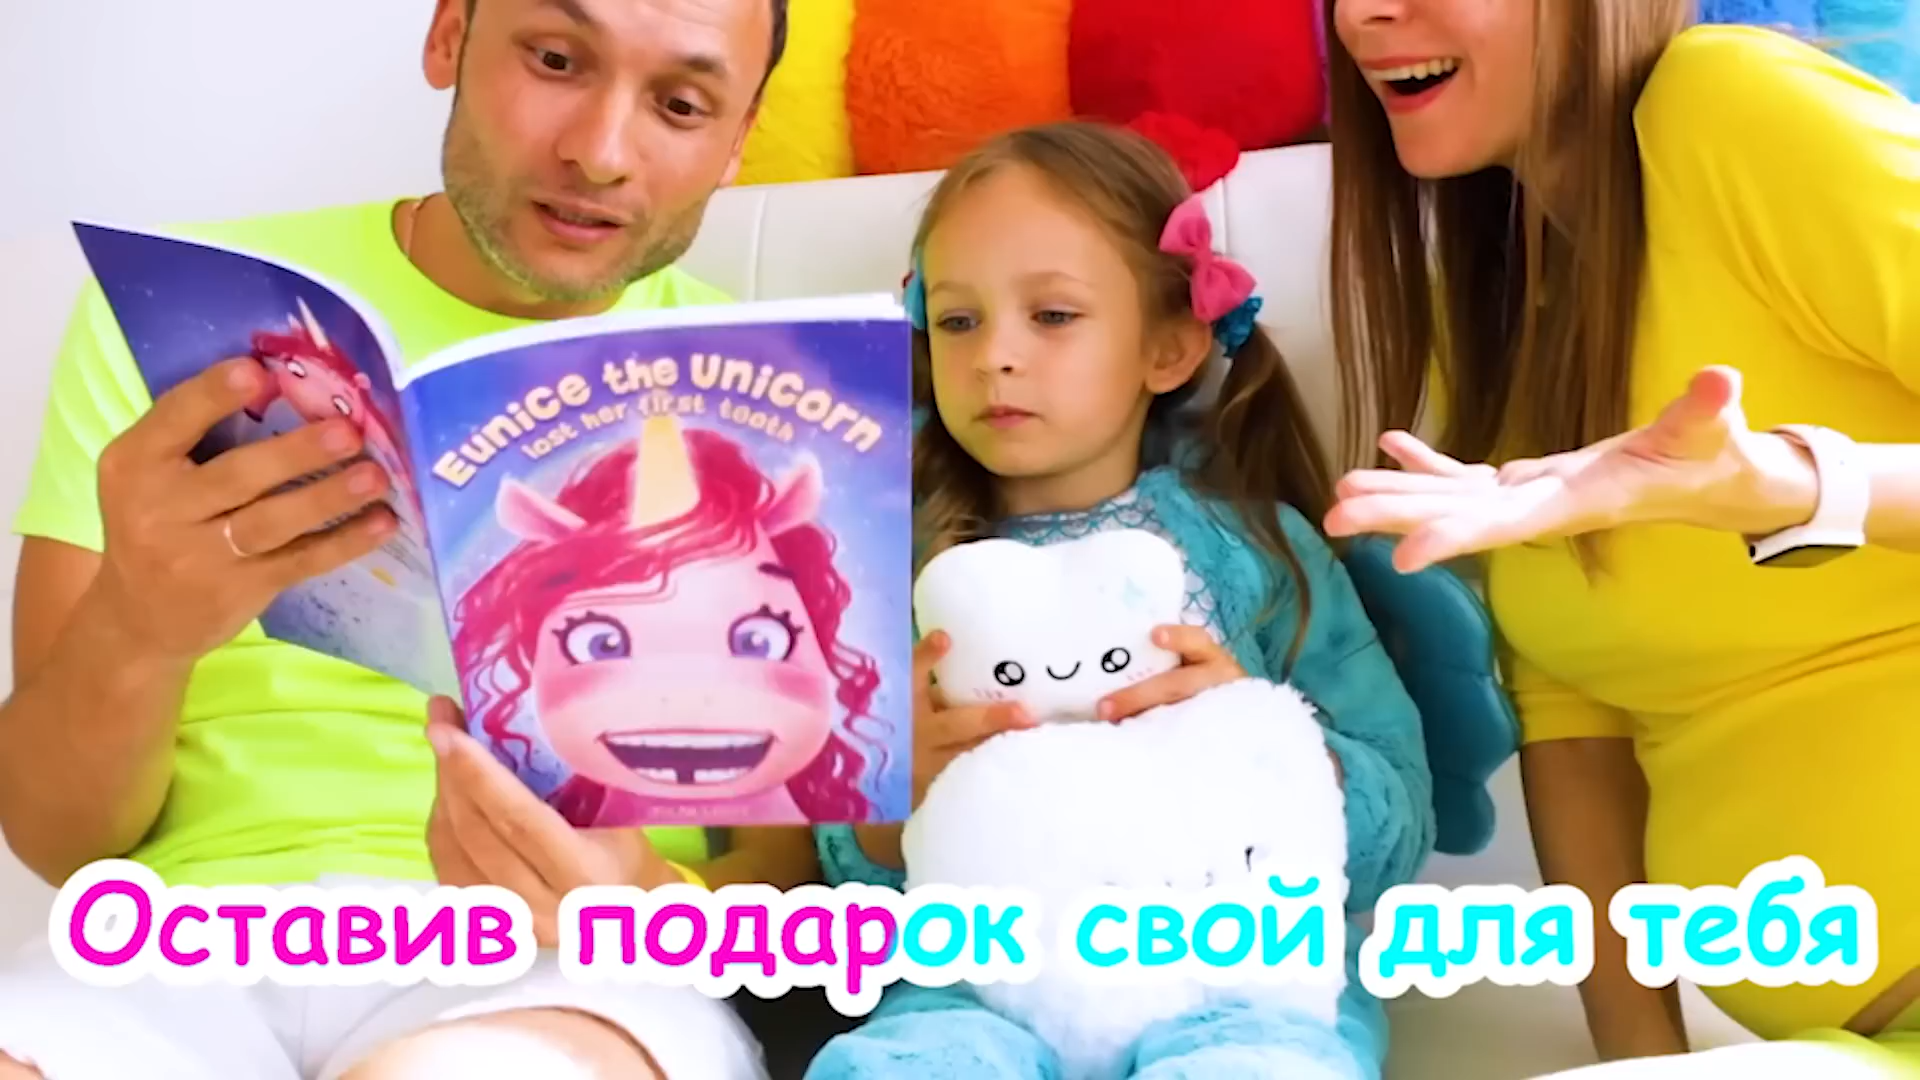 Eunice the Unicorn
lost her first tooth
Оставив подарок свой для тебя